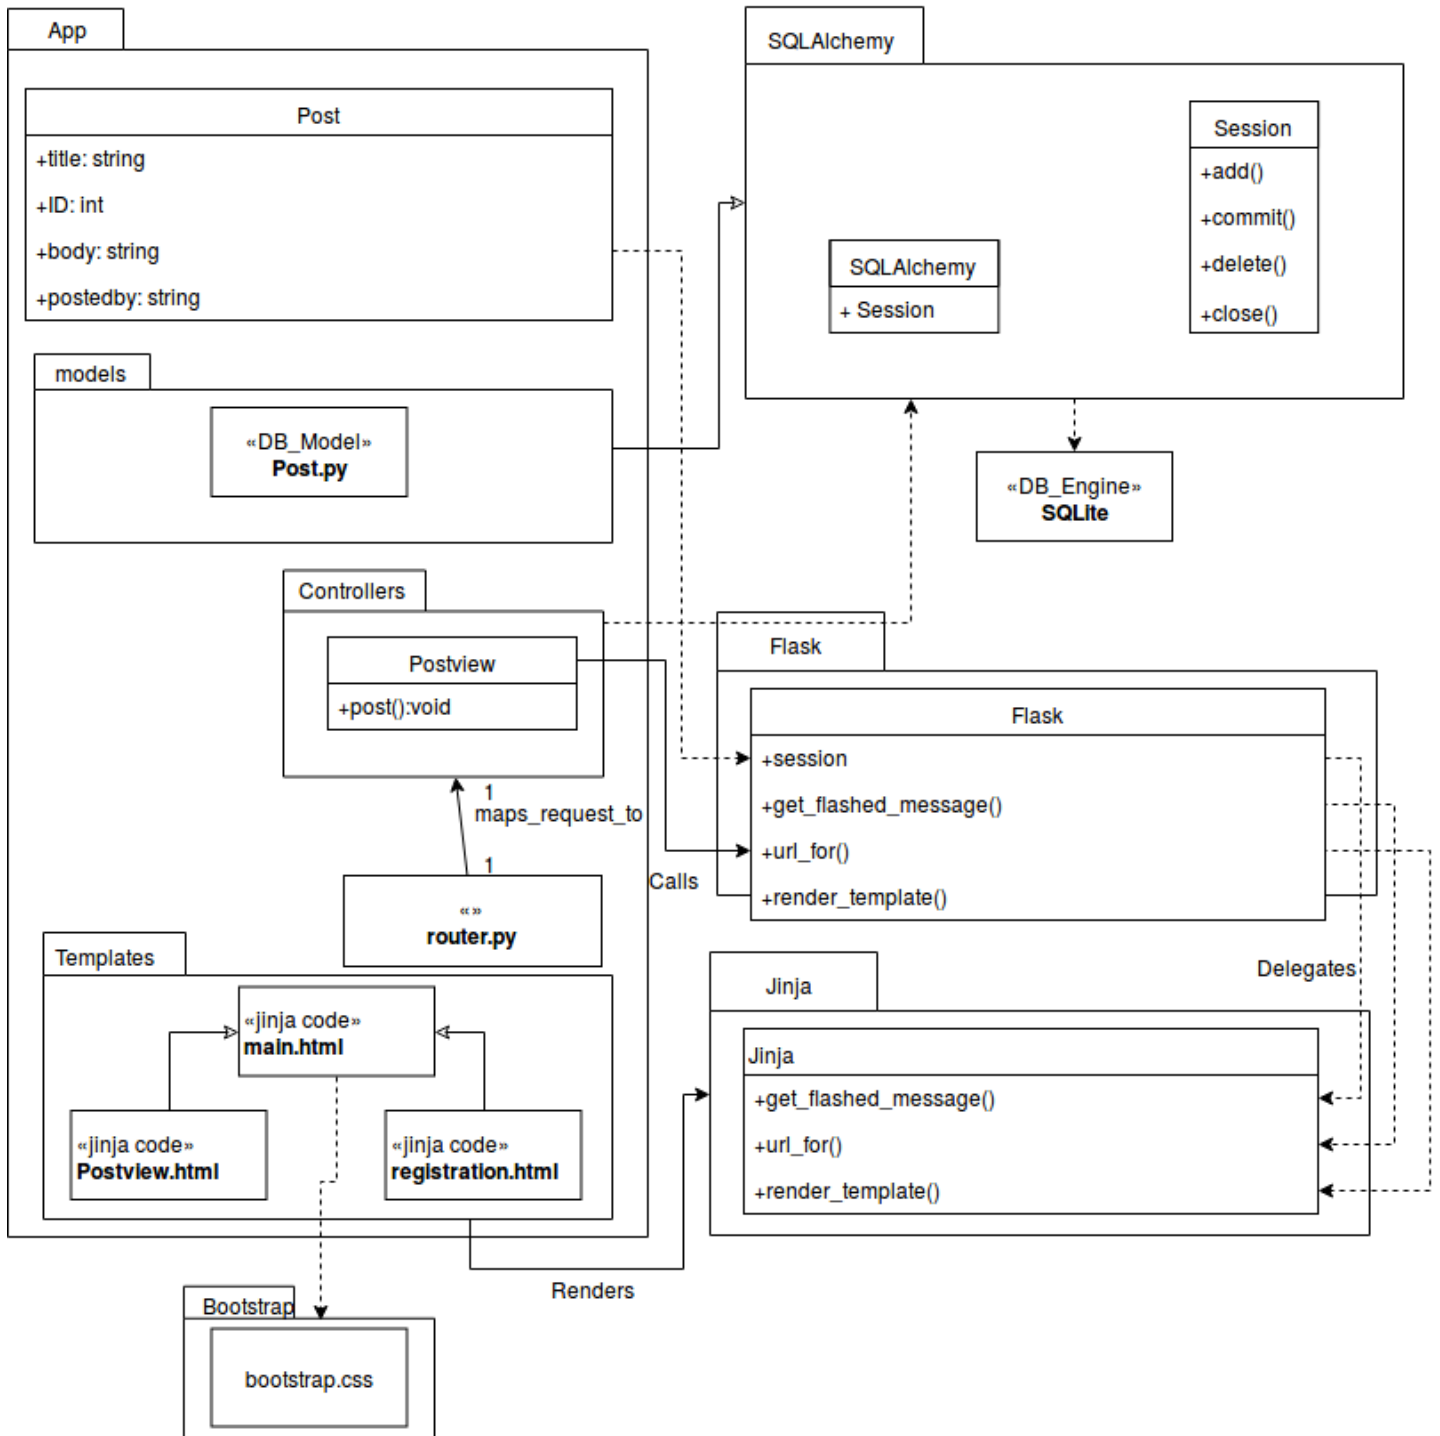 App
Post
+title: string
+ID: int
+body: string
+postedby: string
models
«DB_Model»
Post.py
Controllers
Postview
+post():void
1
maps_request_to
1
«»
router.py
Calls
Templates
«jinja code»
main.html
«jinja code»
Postview.html
«jinja code»
registration.html
Renders
Bootstrap
bootstrap.css
SQLAlchemy
SQLAlchemy
+ Session
Session
+add()
+commit()
+delete()
+close()
«DB_Engine»
SQLite
Flask
Flask
+session
+get_flashed_message()
+url_for()
+render_template()
Delegates
Jinja
Jinja
+get_flashed_message()
+url_for()
+render_template()